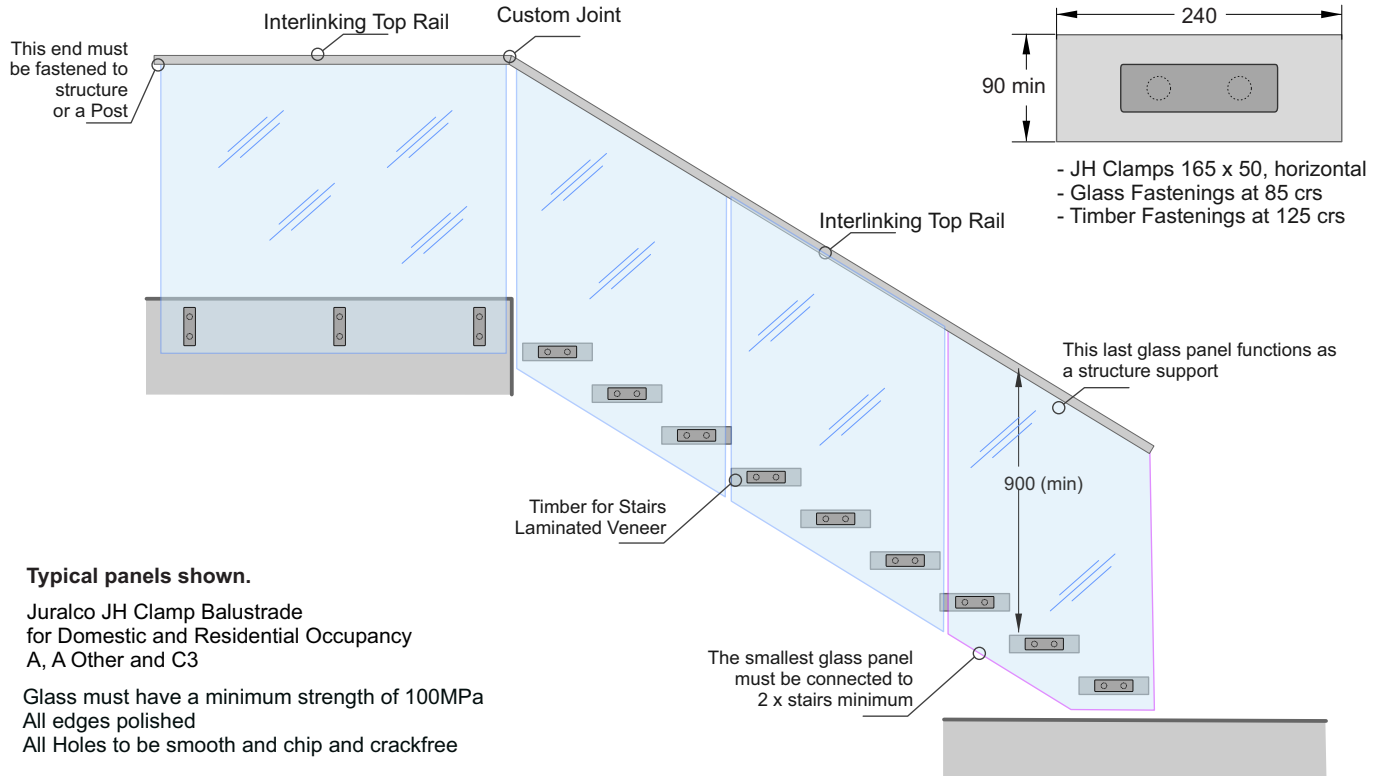 Interlinking Top Rail
Custom Joint
This end must
be fastened to
structure
or a Post
240
90 min
- JH Clamps 165 x 50, horizontal
- Glass Fastenings at 85 crs
- Timber Fastenings at 125 crs
Interlinking Top Rail
This last glass panel functions as
a structure support
900 (min)
Timber for Stairs
Laminated Veneer
The smallest glass panel
must be connected to
2 x stairs minimum
Typical panels shown.
Juralco JH Clamp Balustrade
for Domestic and Residential Occupancy
A, A Other and C3
Glass must have a minimum strength of 100MPa
All edges polished
All Holes to be smooth and chip and crackfree